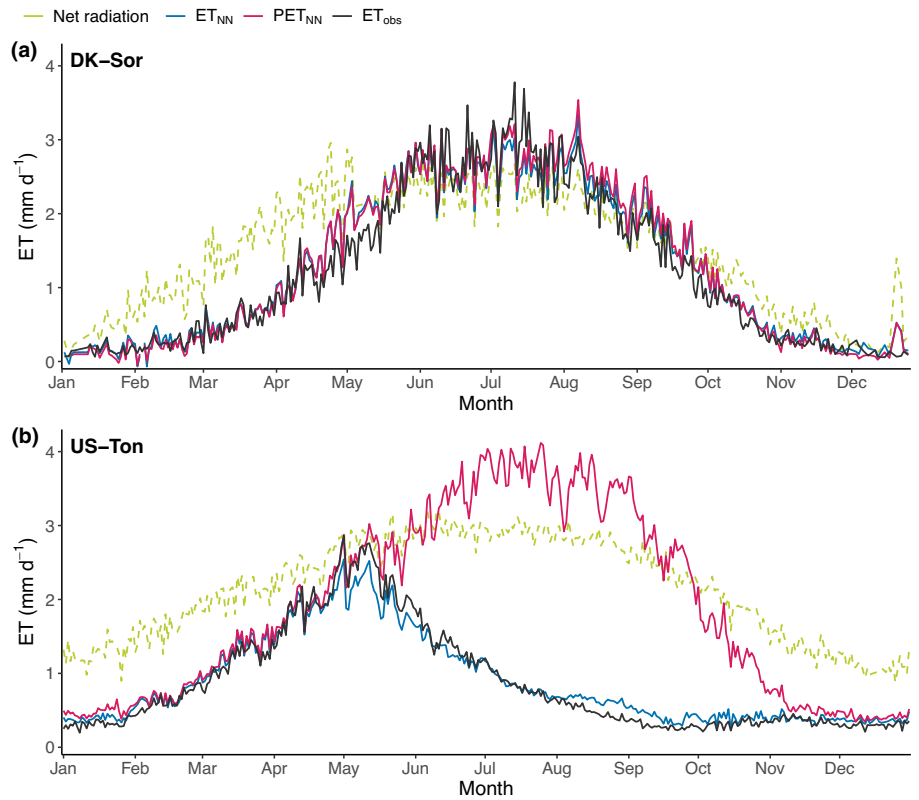 Net radiation ET_NN PET_NN ET_obs
(a)
DK–Sor
4
3
2
1
0
ET (mm d⁻¹)
Jan Feb Mar Apr May Jun Jul Aug Sep Oct Nov Dec
Month
(b)
US–Ton
4
3
2
1
0
ET (mm d⁻¹)
Jan Feb Mar Apr May Jun Jul Aug Sep Oct Nov Dec
Month